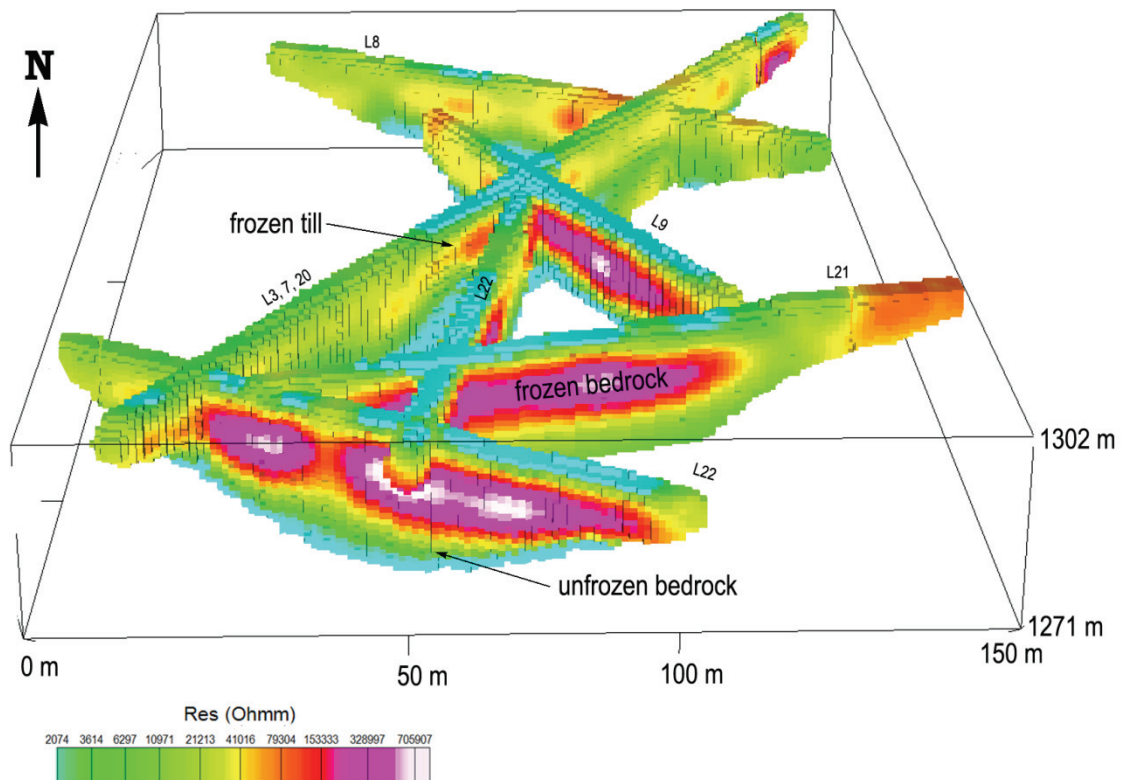 N
L8
frozen till
L9
L3, 7, 20
L22
L21
frozen bedrock
1302 m
L22
unfrozen bedrock
1271 m
0 m
50 m
100 m
150 m
Res (Ohmm)
2074 3614 6297 10971 21213 41016 79304 153333 328997 705907